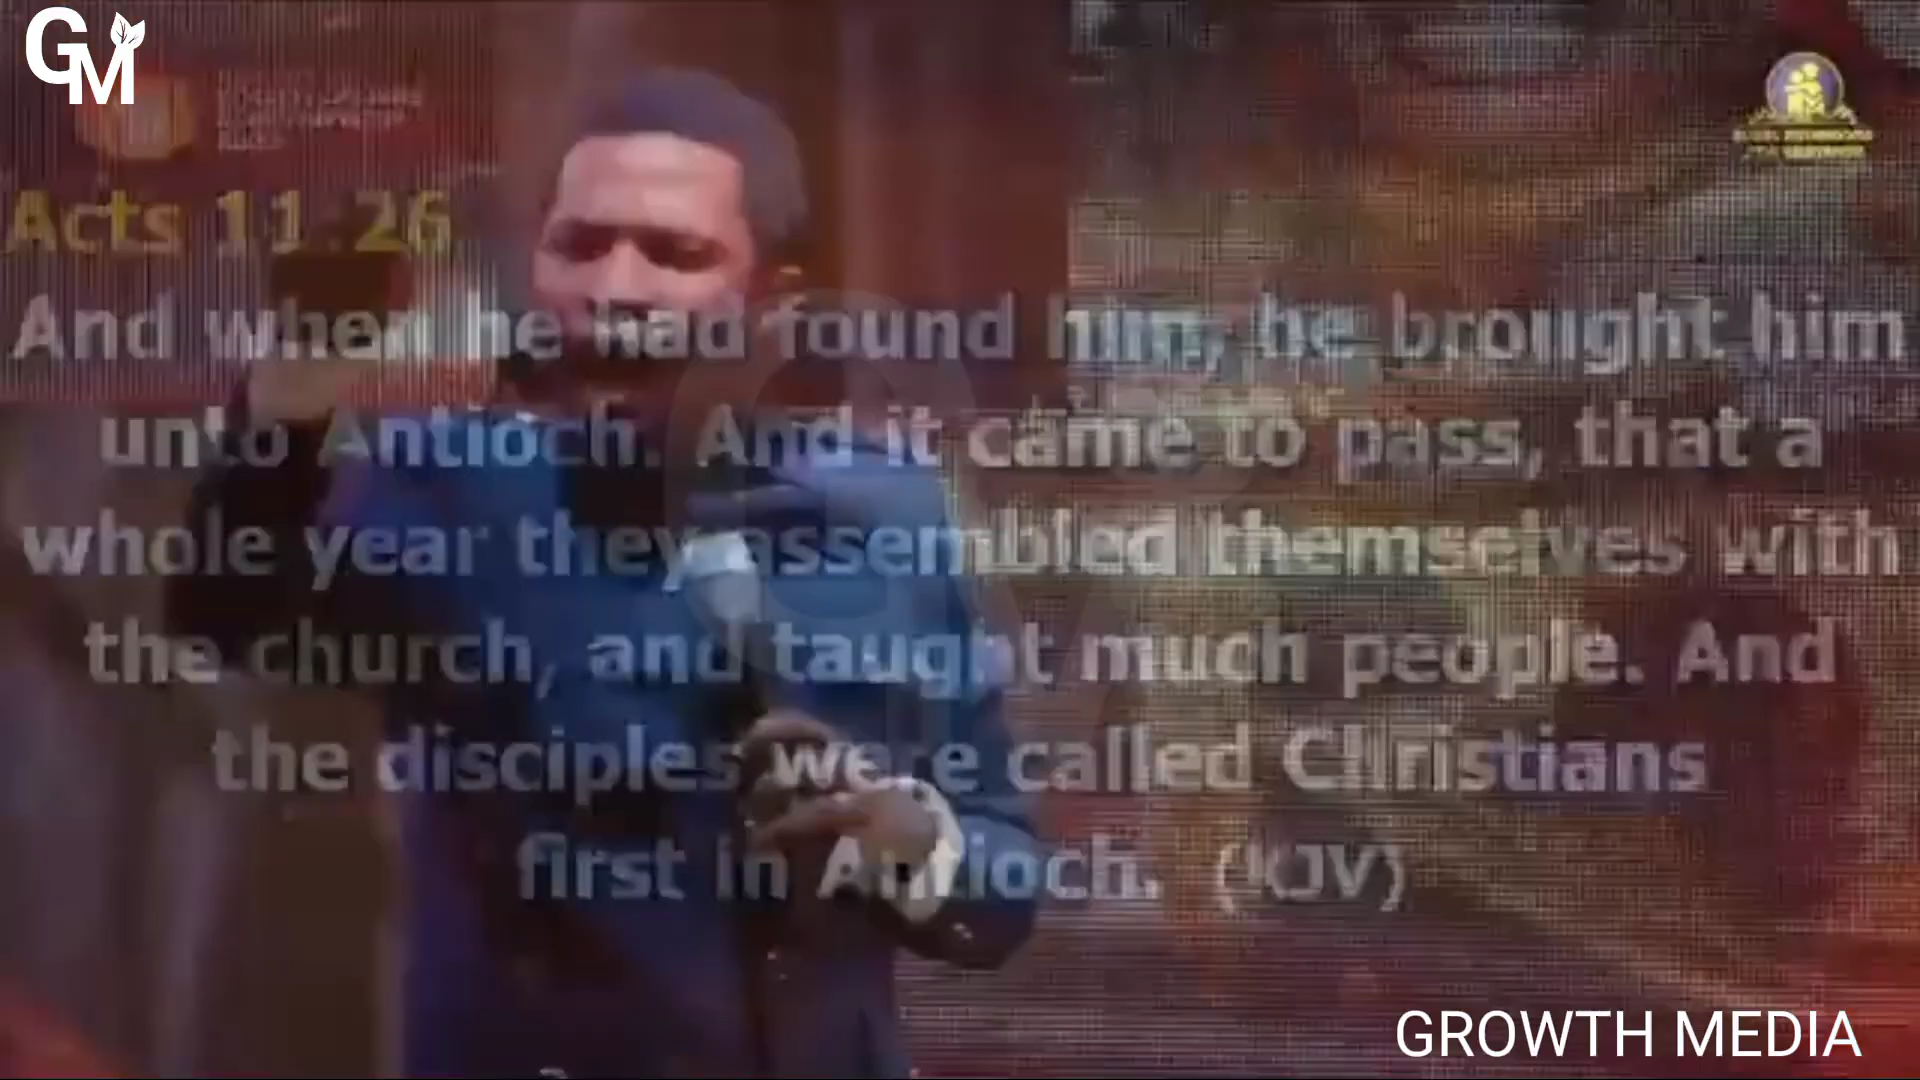 GM
Acts 11:26
And when he had found him, he brought him
unto Antioch. And it came to pass, that a
whole year they assembled themselves with
the church, and taught much people. And
the disciples were called Christians
first in Antioch. (KJV)
GROWTH MEDIA